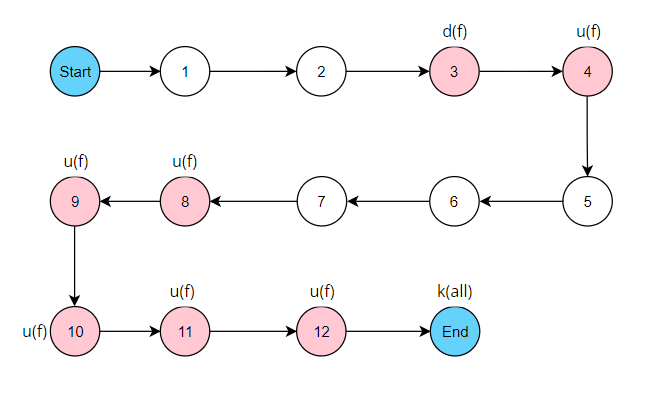 d(f) u(f)
Start 1 2 3 4
u(f) u(f)
9 8 7 6 5
u(f) u(f) k(all)
u(f) 10 11 12 End